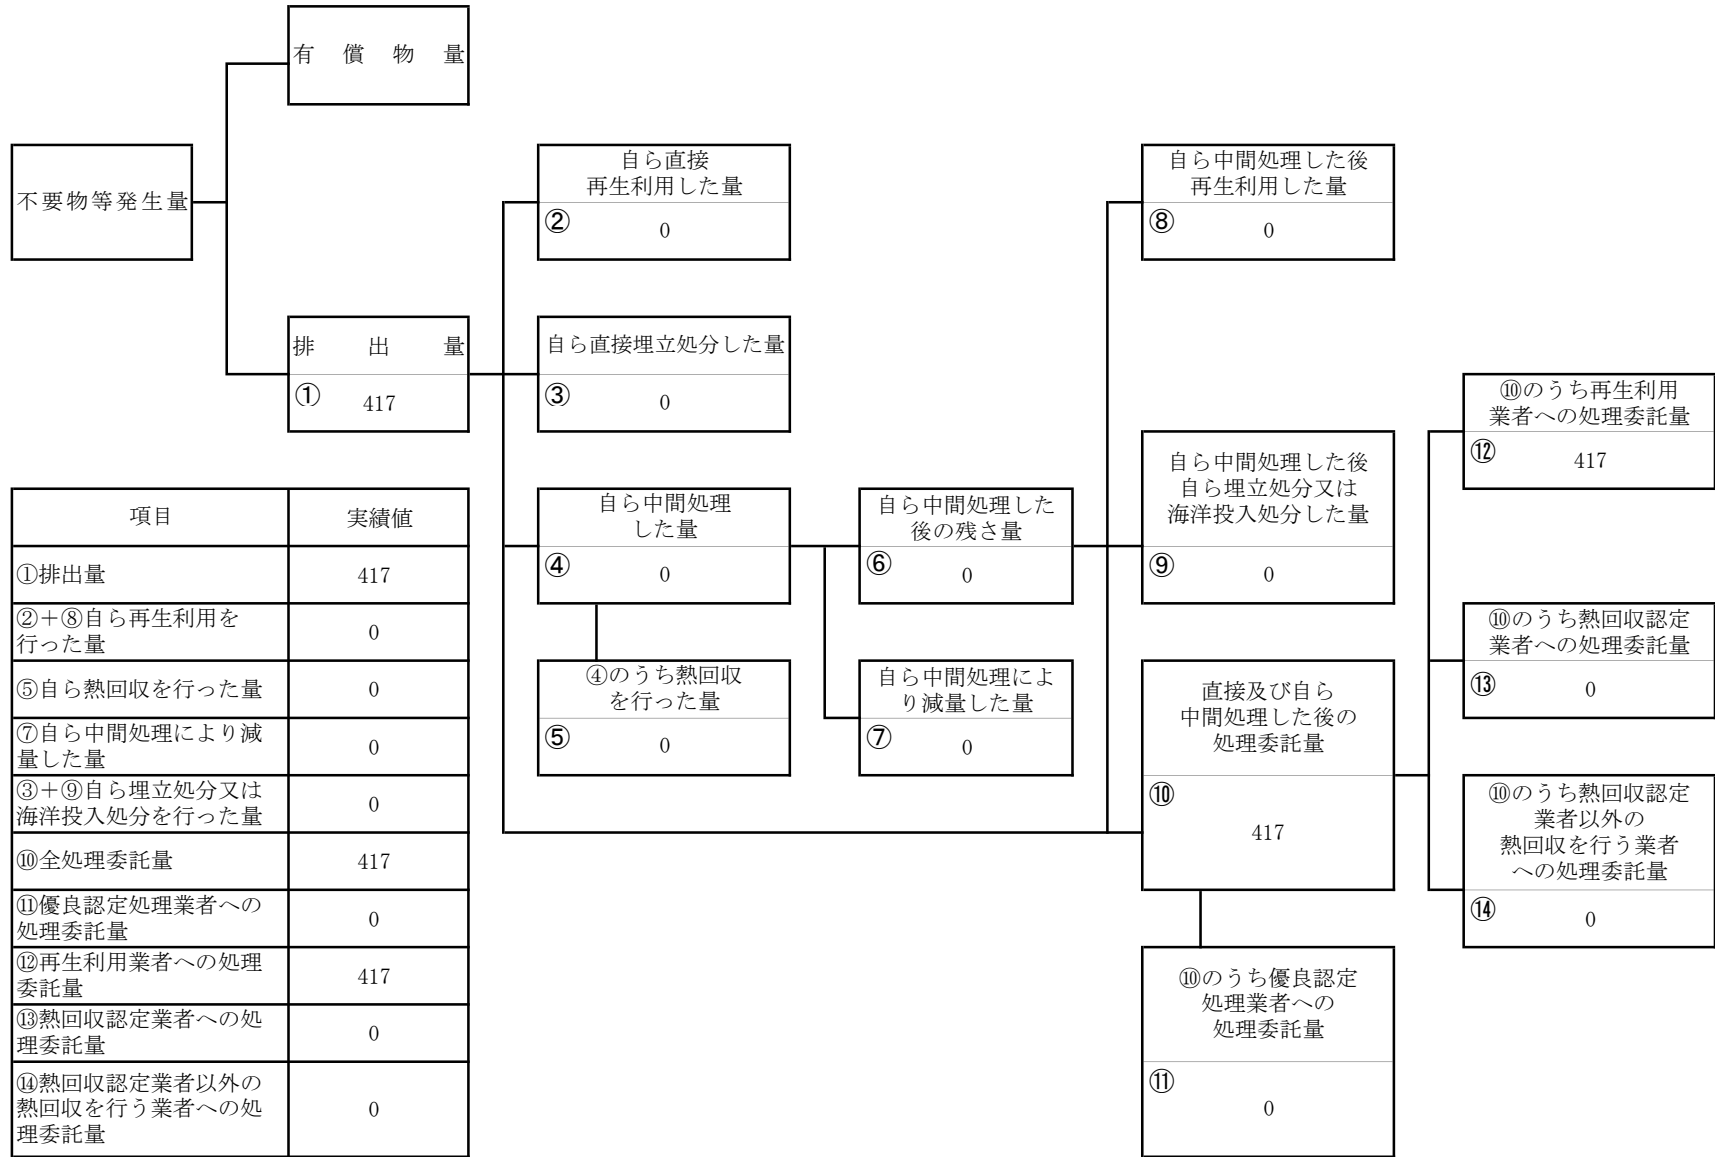 有償物量
不要物等発生量
排出量
① 417
自ら直接
再生利用した量
② 0
自ら直接埋立処分した量
③ 0
自ら中間処理
した量
④ 0
④のうち熱回収
を行った量
⑤ 0
自ら中間処理した
後の残さ量
⑥ 0
自ら中間処理によ
り減量した量
⑦ 0
自ら中間処理した後
再生利用した量
⑧ 0
自ら中間処理した後
自ら埋立処分又は
海洋投入処分した量
⑨ 0
直接及び自ら
中間処理した後の
処理委託量
⑩
417
⑩のうち優良認定
処理業者への
処理委託量
⑪
0
⑩のうち再生利用
業者への処理委託量
⑫ 417
⑩のうち熱回収認定
業者への処理委託量
⑬ 0
⑩のうち熱回収認定
業者以外の
熱回収を行う業者
への処理委託量
⑭ 0
項目 実績値
①排出量 417
②＋⑧自ら再生利用を
行った量 0
⑤自ら熱回収を行った量 0
⑦自ら中間処理により減
量した量 0
③＋⑨自ら埋立処分又は
海洋投入処分を行った量 0
⑩全処理委託量 417
⑪優良認定処理業者への
処理委託量 0
⑫再生利用業者への処理
委託量 417
⑬熱回収認定業者への処
理委託量 0
⑭熱回収認定業者以外の
熱回収を行う業者への処
理委託量 0